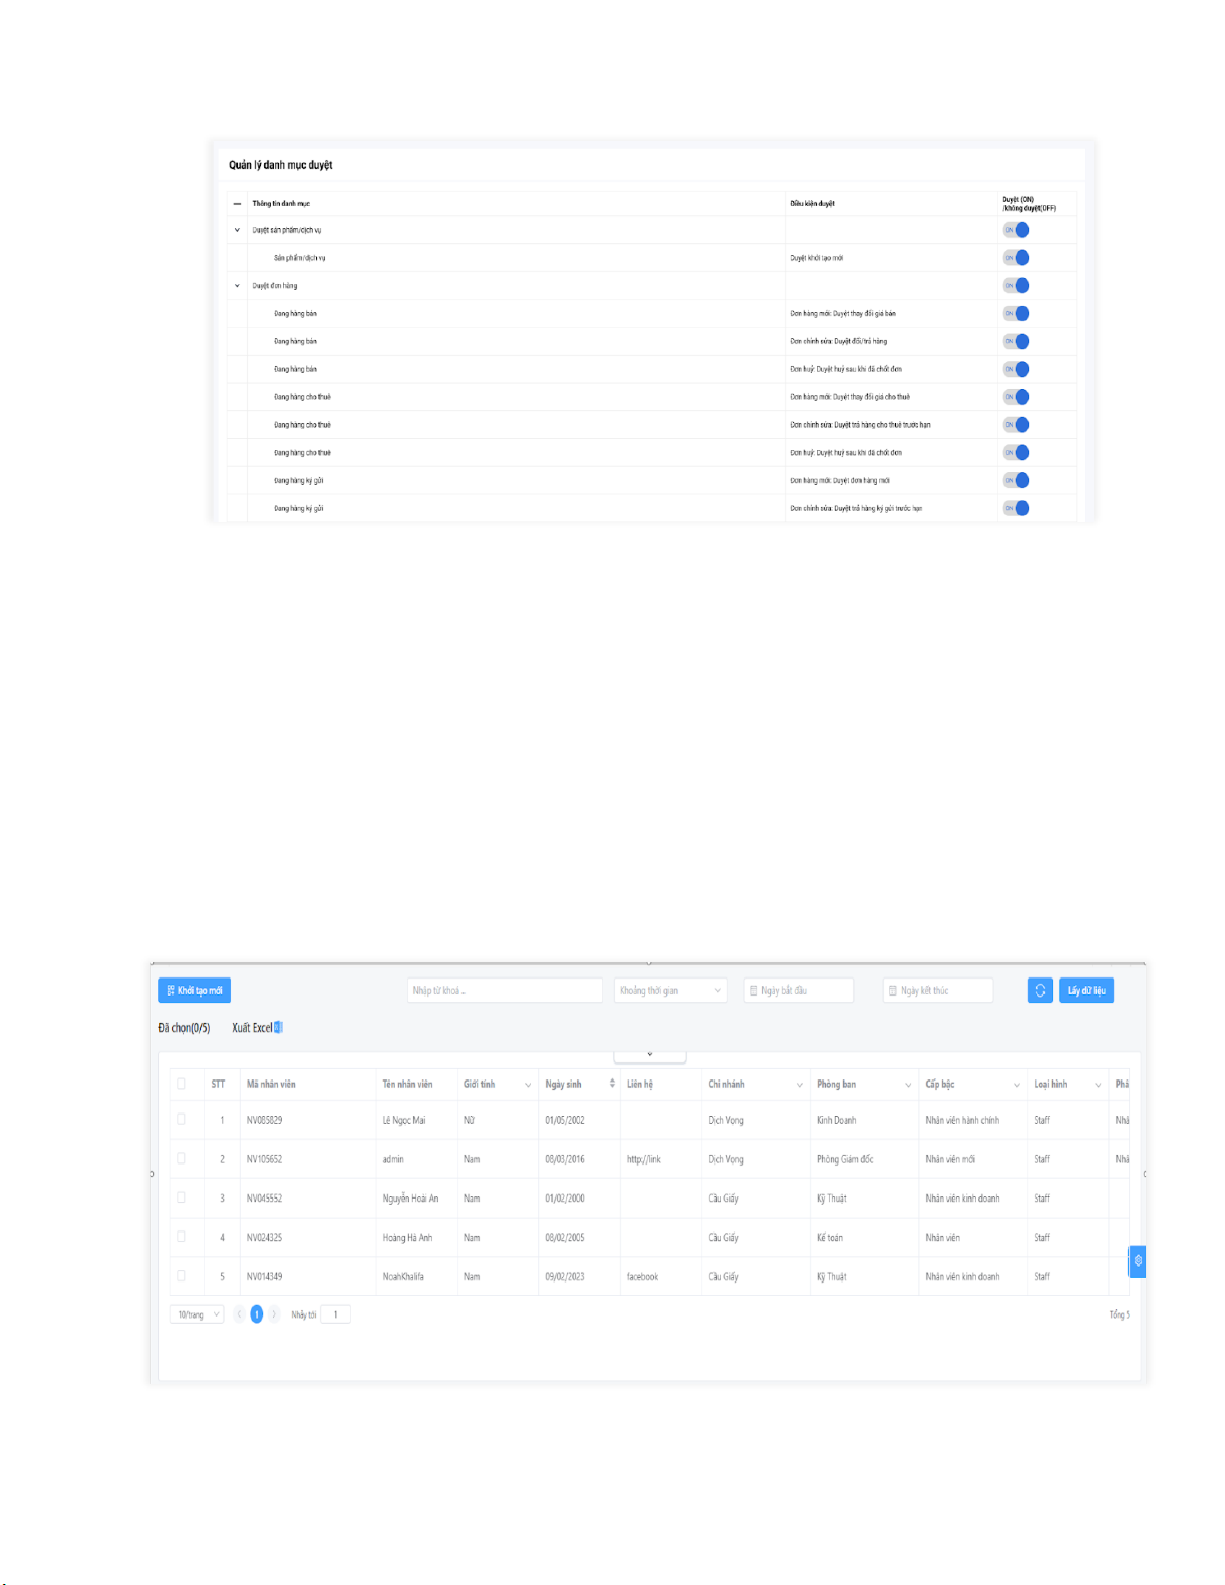 Quản lý danh mục duyệt
Thông tin danh mục Điều kiện duyệt Duyệt (ON) /không duyệt(OFF)
Duyệt sản phẩm/dịch vụ ON
Sản phẩm/dịch vụ Duyệt khởi tạo mới ON
Duyệt đơn hàng ON
Đang hàng bán Đơn hàng mới: Duyệt thay đổi giá bán ON
Đang hàng bán Đơn chỉnh sửa: Duyệt đổi/trả hàng ON
Đang hàng bán Đơn huỷ: Duyệt huỷ sau khi đã chốt đơn ON
Đang hàng cho thuê Đơn hàng mới: Duyệt thay đổi giá cho thuê ON
Đang hàng cho thuê Đơn chỉnh sửa: Duyệt trả hàng cho thuê trước hạn ON
Đang hàng cho thuê Đơn huỷ: Duyệt huỷ sau khi đã chốt đơn ON
Đang hàng ký gửi Đơn hàng mới: Duyệt đơn hàng mới ON
Đang hàng ký gửi Đơn chỉnh sửa: Duyệt trả hàng ký gửi trước hạn ON
Khởi tạo mới Nhập từ khoá ... Khoảng thời gian Ngày bắt đầu Ngày kết thúc Lấy dữ liệu
Đã chọn(0/5) Xuất Excel
STT Mã nhân viên Tên nhân viên Giới tính Ngày sinh Liên hệ Chi nhánh Phòng ban Cấp bậc Loại hình Phâ
1 NV085829 Lê Ngọc Mai Nữ 01/05/2002 Dịch Vọng Kinh Doanh Nhân viên hành chính Staff Nhâ
2 NV105652 admin Nam 08/03/2016 http://link Dịch Vọng Phòng Giám đốc Nhân viên mới Staff Nhâ
3 NV045552 Nguyễn Hoài An Nam 01/02/2000 Cầu Giấy Kỹ Thuật Nhân viên kinh doanh Staff
4 NV024325 Hoàng Hà Anh Nam 08/02/2005 Cầu Giấy Kế toán Nhân viên Staff
5 NV014349 NoahKhalifa Nam 09/02/2023 facebook Cầu Giấy Kỹ Thuật Nhân viên kinh doanh Staff
10/trang 1 Nhảy tới 1 Tổng 5